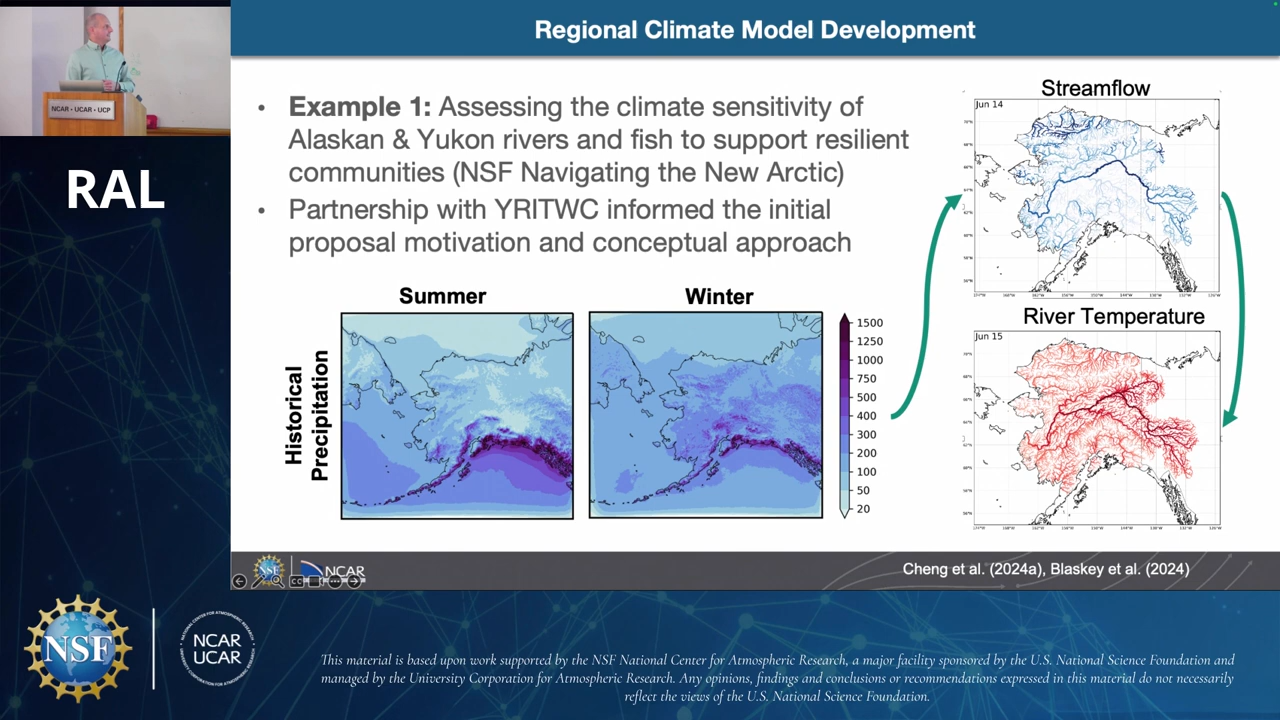 NCAR • UCAR • UCP
RAL
Regional Climate Model Development
• Example 1: Assessing the climate sensitivity of
Alaskan & Yukon rivers and fish to support resilient
communities (NSF Navigating the New Arctic)
• Partnership with YRITWC informed the initial
proposal motivation and conceptual approach
Summer
Winter
Historical
Precipitation
1500
1250
1000
750
500
400
300
200
100
50
20
Streamflow
Jun 14
River Temperature
Jun 15
NSF
NCAR
Cheng et al. (2024a), Blaskey et al. (2024)
NSF
NCAR
UCAR
This material is based upon work supported by the NSF National Center for Atmospheric Research, a major facility sponsored by the U.S. National Science Foundation and
managed by the University Corporation for Atmospheric Research. Any opinions, findings and conclusions or recommendations expressed in this material do not necessarily
reflect the views of the U.S. National Science Foundation.